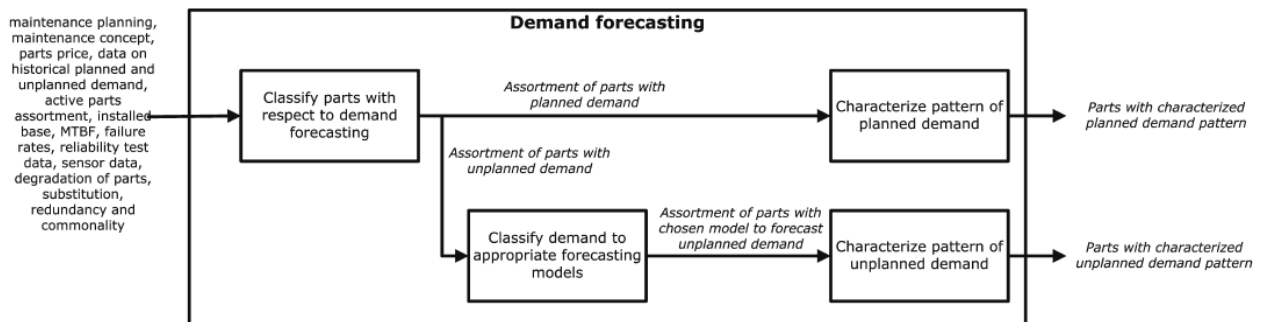 maintenance planning,
maintenance concept,
parts price, data on
historical planned and
unplanned demand,
active parts
assortment, installed
base, MTBF, failure
rates, reliability test
data, sensor data,
degradation of parts,
substitution,
redundancy and
commonality
Demand forecasting
Classify parts with
respect to demand
forecasting
Assortment of parts with
planned demand
Characterize pattern of
planned demand
Parts with characterized
planned demand pattern
Assortment of parts with
unplanned demand
Classify demand to
appropriate forecasting
models
Assortment of parts with
chosen model to forecast
unplanned demand
Characterize pattern of
unplanned demand
Parts with characterized
unplanned demand pattern